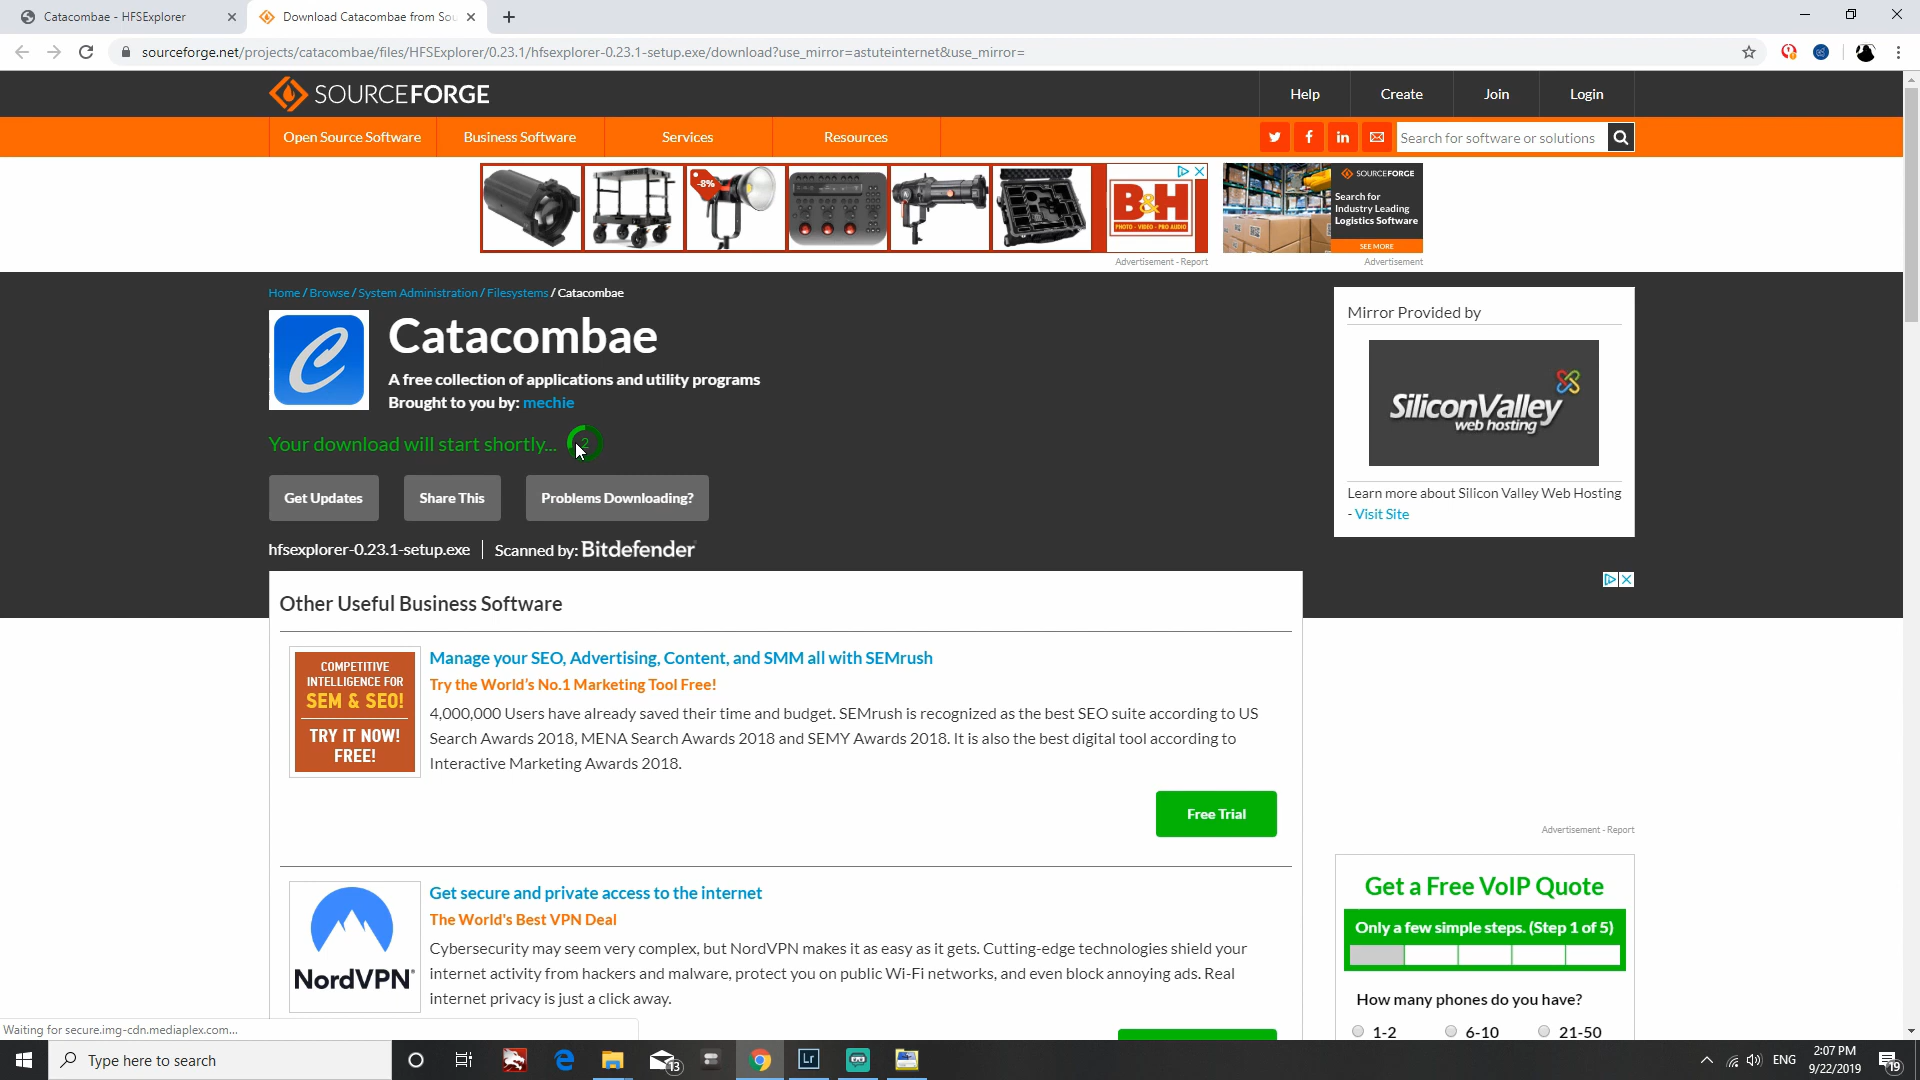 Catacombae - HFSExplorer
Download Catacombae from Sou
sourceforge.net/projects/catacombae/files/HFSExplorer/0.23.1/hfsexplorer-0.23.1-setup.exe/download?use_mirror=astuteinternet&use_mirror=
SOURCEFORGE
Help
Create
Join
Login
Open Source Software
Business Software
Services
Resources
Search for software or solutions
-8%
B&H
PHOTO - VIDEO - PRO AUDIO
SOURCEFORGE
Search for
Industry Leading
Logistics Software
SEE MORE
Advertisement - Report
Advertisement
Home / Browse / System Administration / Filesystems / Catacombae
Catacombae
A free collection of applications and utility programs
Brought to you by: mechie
Your download will start shortly... 2
Get Updates
Share This
Problems Downloading?
hfsexplorer-0.23.1-setup.exe
Scanned by: Bitdefender
Mirror Provided by
SiliconValley
web hosting
Learn more about Silicon Valley Web Hosting
- Visit Site
Other Useful Business Software
COMPETITIVE
INTELLIGENCE FOR
SEM & SEO!
TRY IT NOW!
FREE!
Manage your SEO, Advertising, Content, and SMM all with SEMrush
Try the World's No.1 Marketing Tool Free!
4,000,000 Users have already saved their time and budget. SEMrush is recognized as the best SEO suite according to US
Search Awards 2018, MENA Search Awards 2018 and SEMY Awards 2018. It is also the best digital tool according to
Interactive Marketing Awards 2018.
Free Trial
Advertisement - Report
NordVPN
Get secure and private access to the internet
The World's Best VPN Deal
Cybersecurity may seem very complex, but NordVPN makes it as easy as it gets. Cutting-edge technologies shield your
internet activity from hackers and malware, protect you on public Wi-Fi networks, and even block annoying ads. Real
internet privacy is just a click away.
Get a Free VoIP Quote
Only a few simple steps. (Step 1 of 5)
How many phones do you have?
1-2
6-10
21-50
Waiting for secure.img-cdn.mediaplex.com...
Type here to search
13
Lr
ENG
2:07 PM
9/22/2019
19